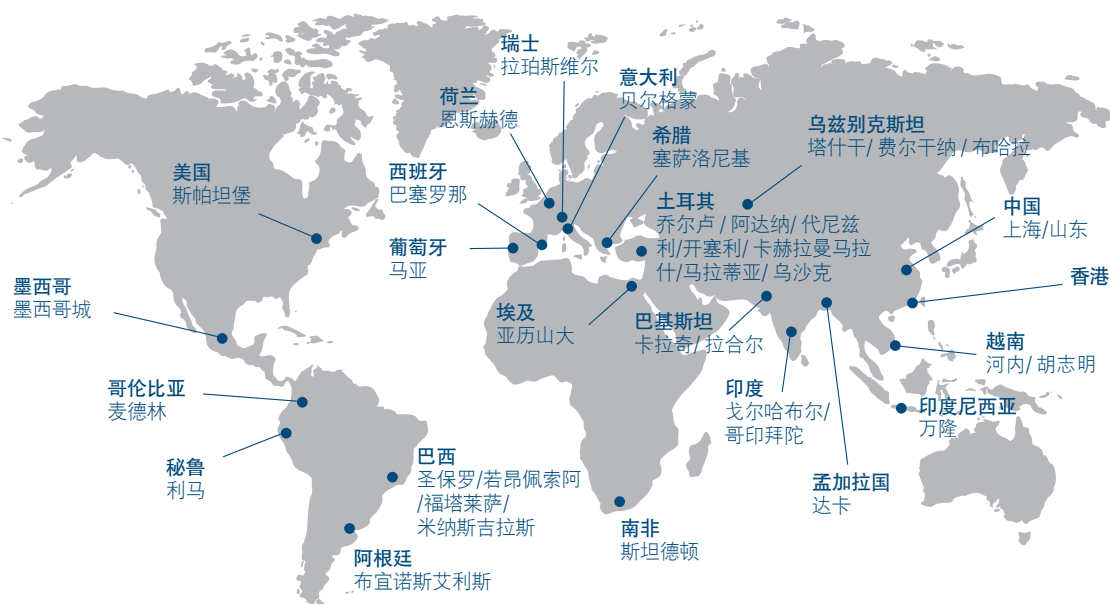 瑞士
拉珀斯维尔
荷兰
恩斯赫德
意大利
贝尔格蒙
希腊
塞萨洛尼基
乌兹别克斯坦
塔什干/ 费尔干纳 / 布哈拉
美国
斯帕坦堡
西班牙
巴塞罗那
葡萄牙
马亚
土耳其
乔尔卢 / 阿达纳/ 代尼兹
利/开塞利/ 卡赫拉曼马拉
什/马拉蒂亚/ 乌沙克
中国
上海/山东
香港
墨西哥
墨西哥城
埃及
亚历山大
巴基斯坦
卡拉奇/ 拉合尔
越南
河内/ 胡志明
哥伦比亚
麦德林
印度
戈尔哈布尔/
哥印拜陀
印度尼西亚
万隆
秘鲁
利马
巴西
圣保罗/若昂佩索阿
/福塔莱萨/
米纳斯吉拉斯
孟加拉国
达卡
南非
斯坦德顿
阿根廷
布宜诺斯艾利斯